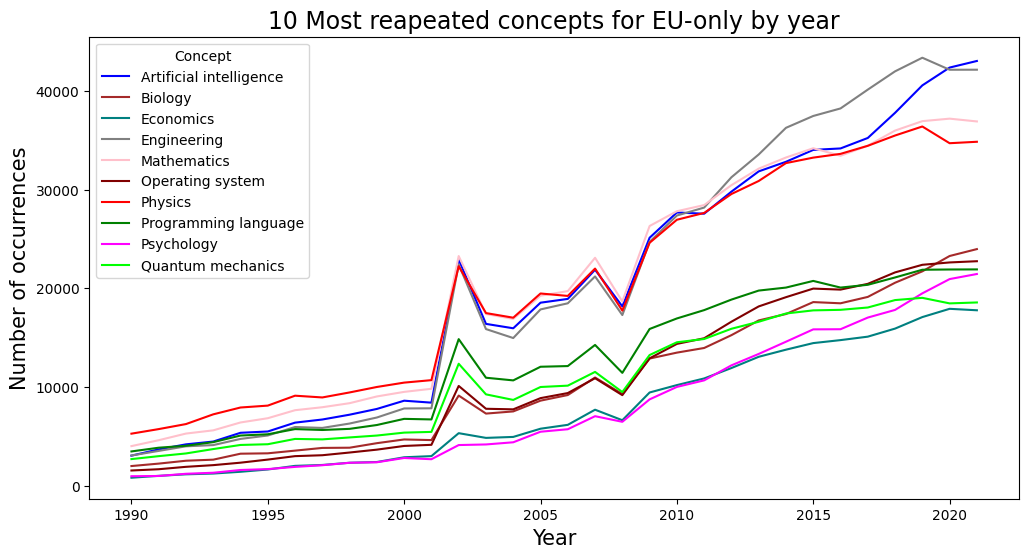 10 Most reapeated concepts for EU-only by year
Number of occurrences
40000
30000
20000
10000
0
Concept
Artificial intelligence
Biology
Economics
Engineering
Mathematics
Operating system
Physics
Programming language
Psychology
Quantum mechanics
1990 1995 2000 2005 2010 2015 2020
Year